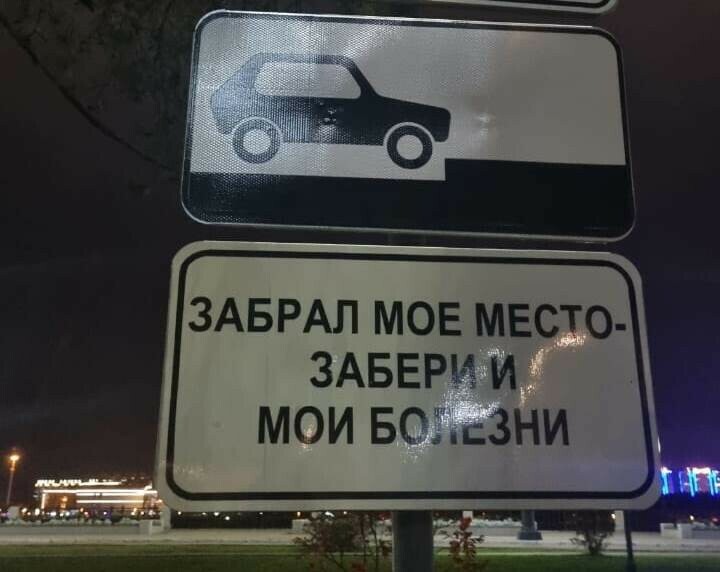 ЗАБРАЛ МОЕ МЕСТО-
ЗАБЕРИ И
МОИ БОЛЕЗНИ